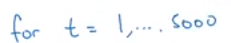 for t = 1,.... 5000